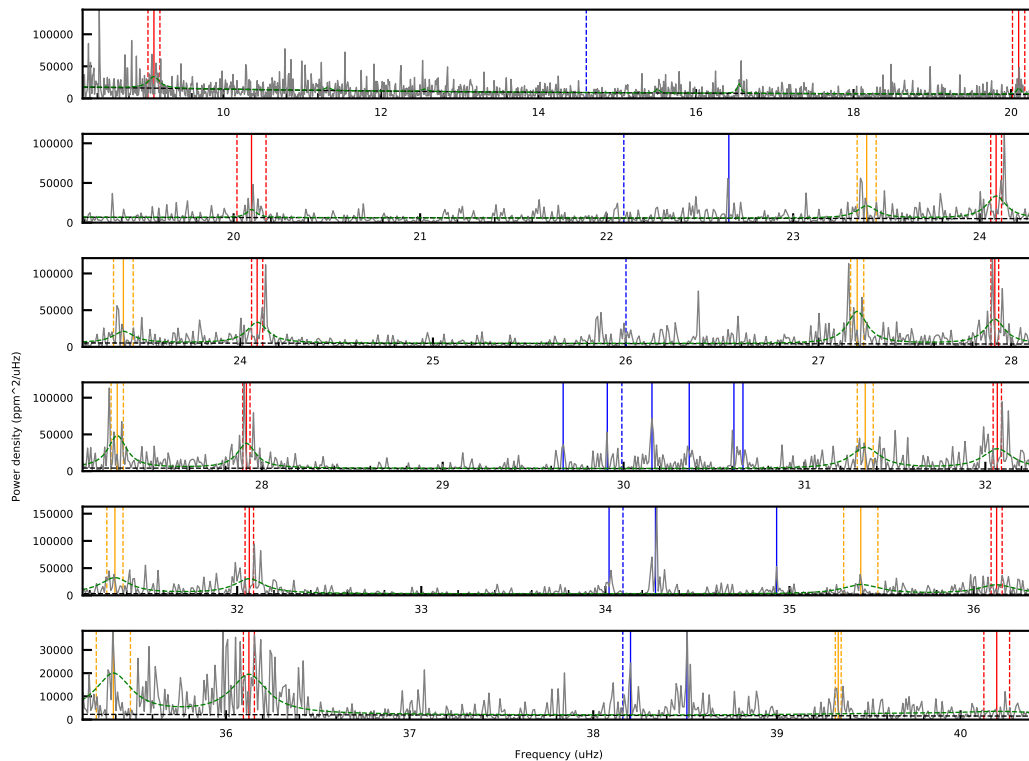 100000
50000
0
10 12 14 16 18 20
100000
50000
0
20 21 22 23 24
100000
50000
0
24 25 26 27 28
Power density (ppm^2/uHz)
100000
50000
0
28 29 30 31 32
150000
100000
50000
0
32 33 34 35 36
30000
20000
10000
0
36 37 38 39 40
Frequency (uHz)